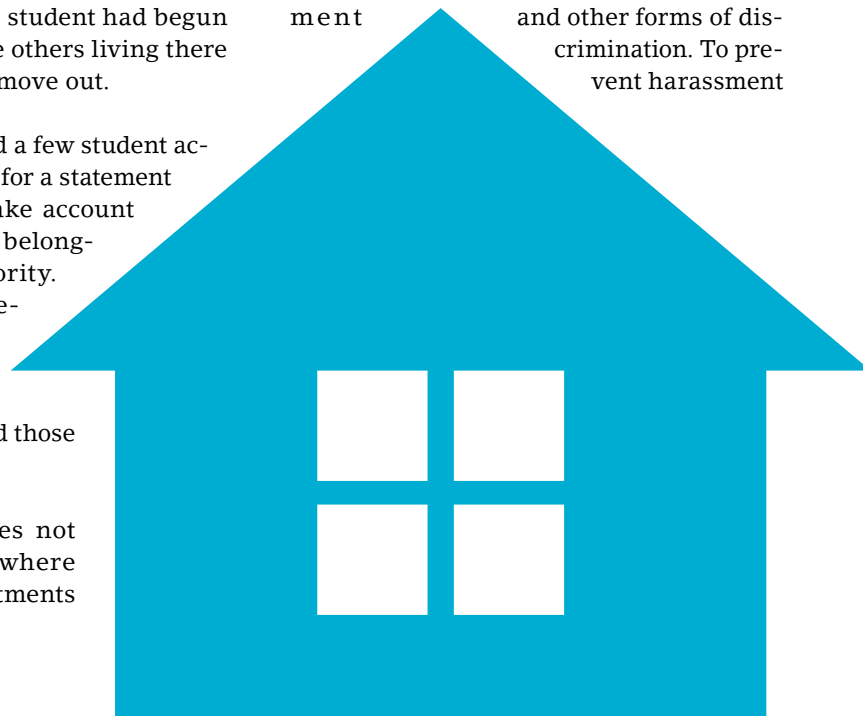 student had begun
e others living there
move out.
d a few student ac-
for a statement
ake account
belong-
ority.
e-
d those
es not
where
tments
ment
and other forms of dis-
crimination. To pre-
vent harassment